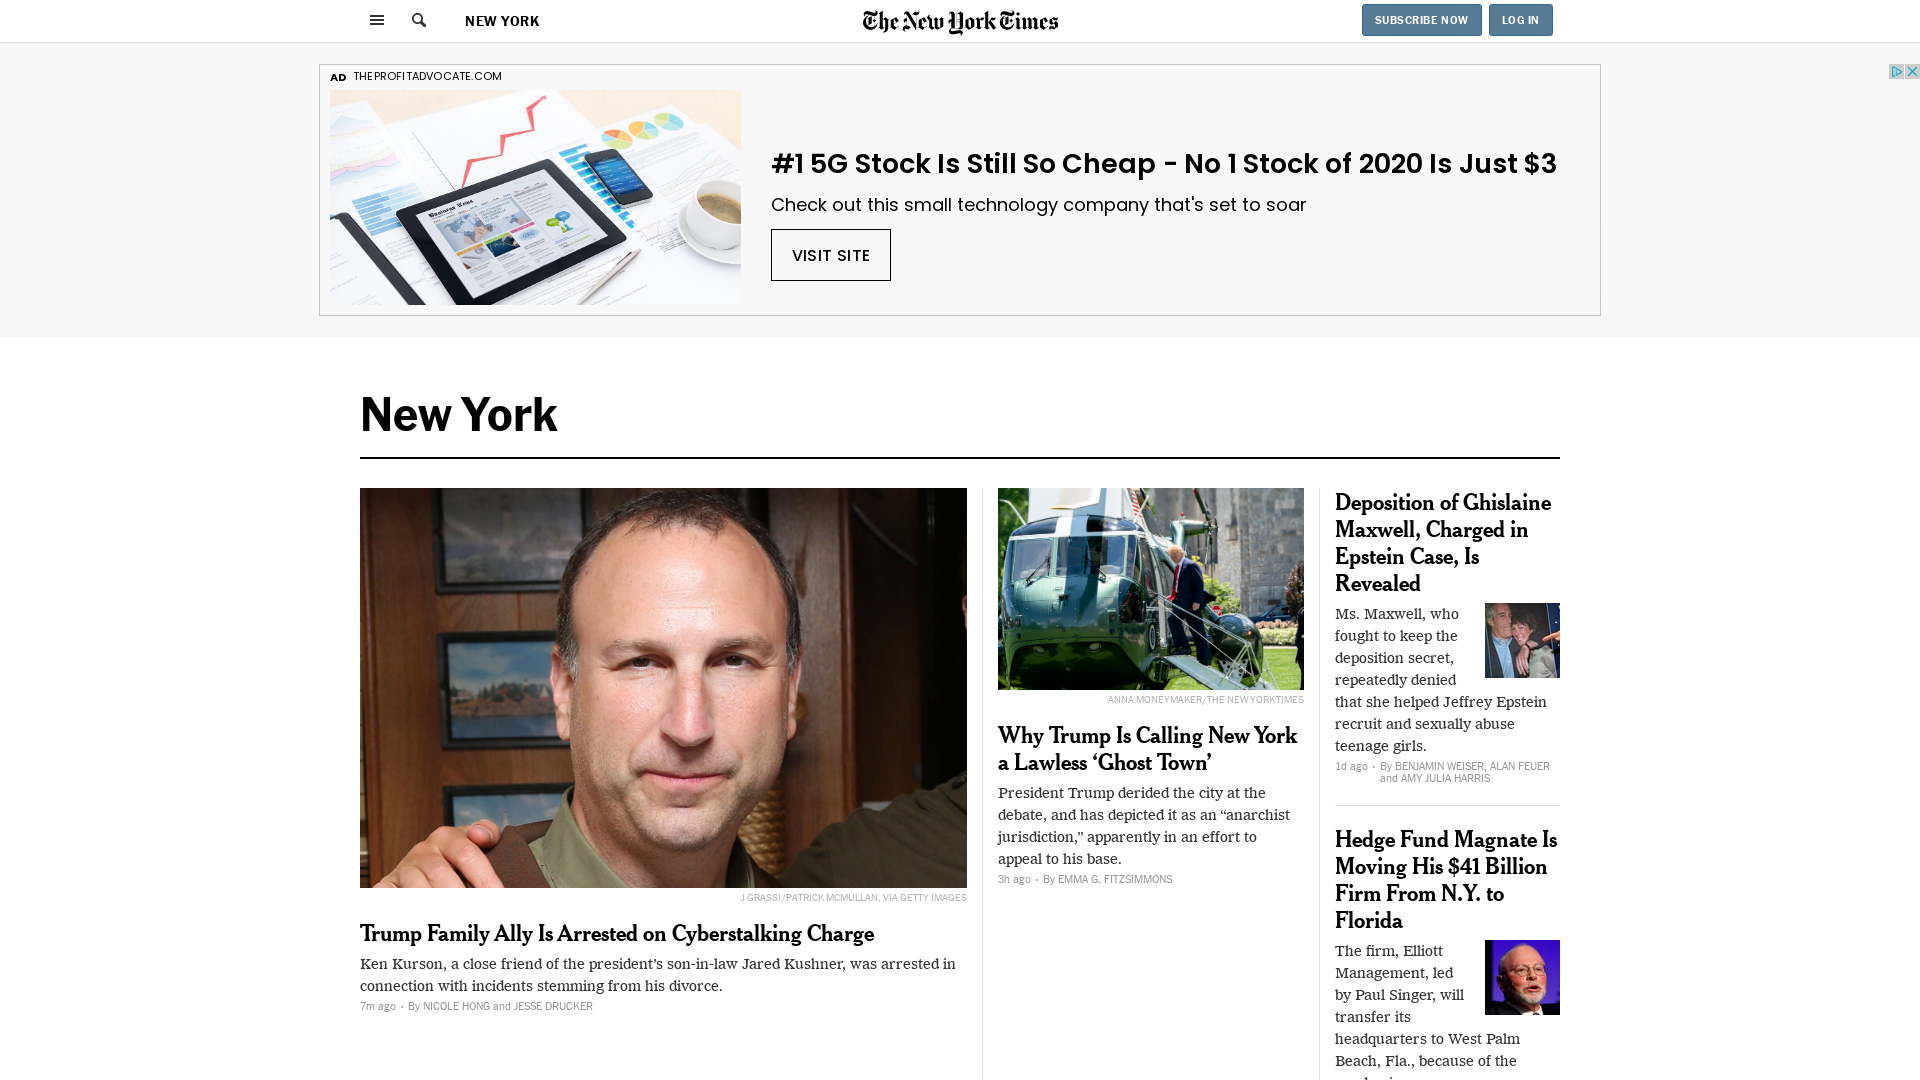 NEW YORK
The New York Times
SUBSCRIBE NOW
LOG IN
AD THEPROFITADVOCATE.COM
Business News
#1 5G Stock Is Still So Cheap - No 1 Stock of 2020 Is Just $3
Check out this small technology company that's set to soar
VISIT SITE
New York
J GRASSI/PATRICK MCMULLAN, VIA GETTY IMAGES
Trump Family Ally Is Arrested on Cyberstalking Charge
Ken Kurson, a close friend of the president’s son-in-law Jared Kushner, was arrested in
connection with incidents stemming from his divorce.
7m ago · By NICOLE HONG and JESSE DRUCKER
ANNA MONEYMAKER/THE NEW YORK TIMES
Why Trump Is Calling New York
a Lawless ‘Ghost Town’
President Trump derided the city at the
debate, and has depicted it as an “anarchist
jurisdiction,” apparently in an effort to
appeal to his base.
3h ago · By EMMA G. FITZSIMMONS
Deposition of Ghislaine
Maxwell, Charged in
Epstein Case, Is
Revealed
Ms. Maxwell, who
fought to keep the
deposition secret,
repeatedly denied
that she helped Jeffrey Epstein
recruit and sexually abuse
teenage girls.
1d ago · By BENJAMIN WEISER, ALAN FEUER
and AMY JULIA HARRIS
Hedge Fund Magnate Is
Moving His $41 Billion
Firm From N.Y. to
Florida
The firm, Elliott
Management, led
by Paul Singer, will
transfer its
headquarters to West Palm
Beach, Fla., because of the